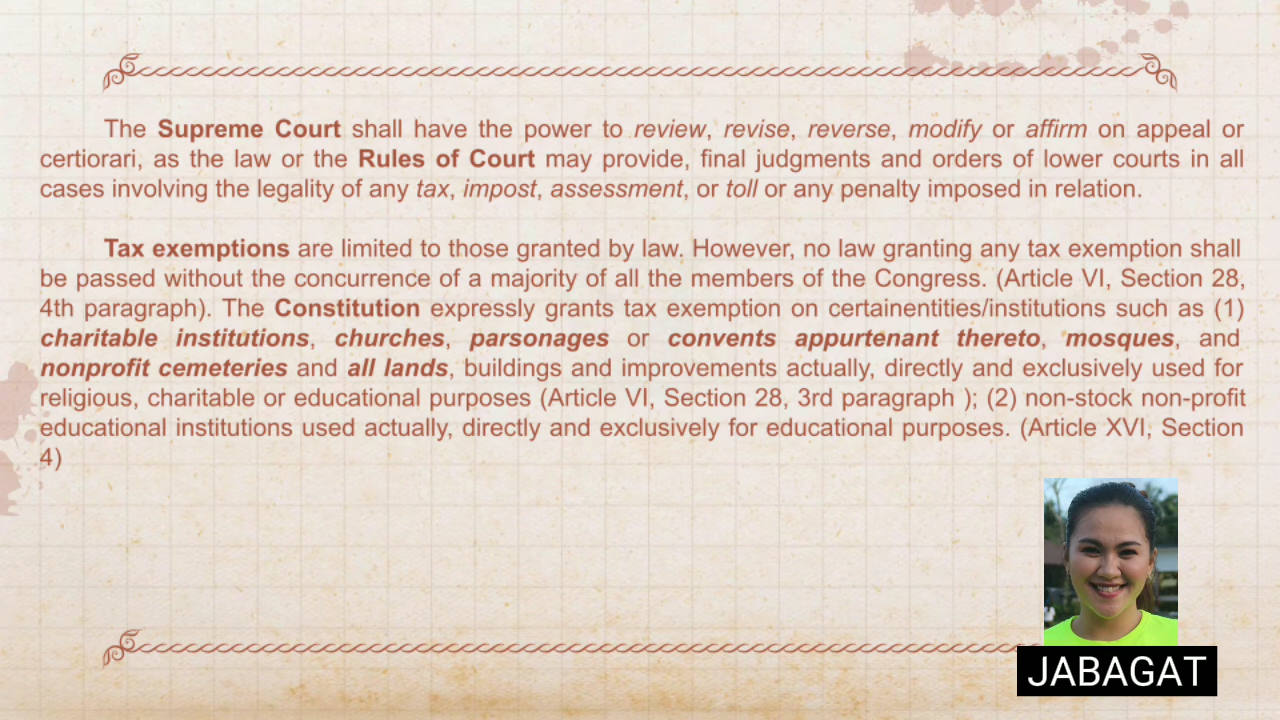 The Supreme Court shall have the power to review, revise, reverse, modify or affirm on appeal or
certiorari, as the law or the Rules of Court may provide, final judgments and orders of lower courts in all
cases involving the legality of any tax, impost, assessment, or toll or any penalty imposed in relation.
Tax exemptions are limited to those granted by law. However, no law granting any tax exemption shall
be passed without the concurrence of a majority of all the members of the Congress. (Article VI, Section 28,
4th paragraph). The Constitution expressly grants tax exemption on certainentities/institutions such as (1)
charitable institutions, churches, parsonages or convents appurtenant thereto, mosques, and
nonprofit cemeteries and all lands, buildings and improvements actually, directly and exclusively used for
religious, charitable or educational purposes (Article VI, Section 28, 3rd paragraph ); (2) non-stock non-profit
educational institutions used actually, directly and exclusively for educational purposes. (Article XVI, Section
4)
JABAGAT